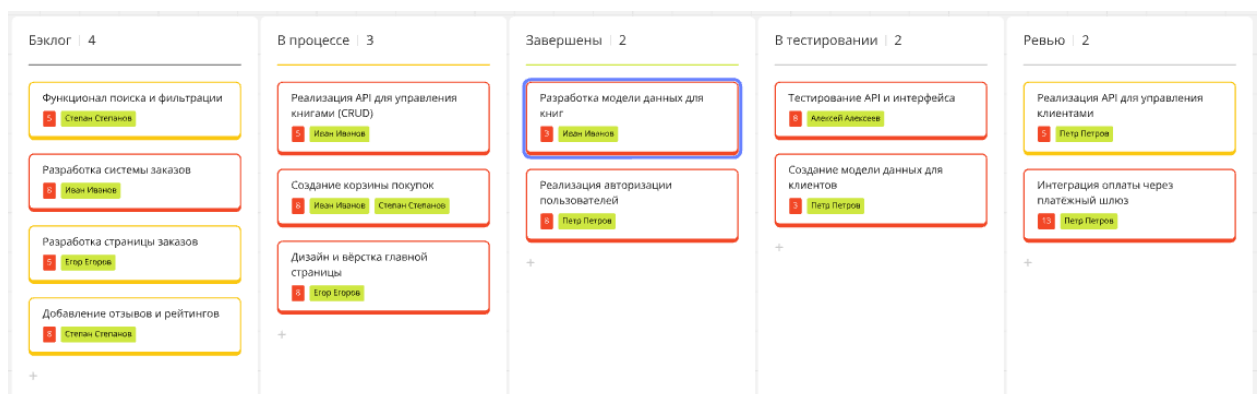 Бэклог | 4
Функционал поиска и фильтрации
5 Степан Степанов
Разработка системы заказов
8 Иван Иванов
Разработка страницы заказов
5 Егор Егоров
Добавление отзывов и рейтингов
8 Степан Степанов
+
В процессе | 3
Реализация API для управления
книгами (CRUD)
5 Иван Иванов
Создание корзины покупок
8 Иван Иванов Степан Степанов
Дизайн и вёрстка главной
страницы
8 Егор Егоров
+
Завершены | 2
Разработка модели данных для
книг
3 Иван Иванов
Реализация авторизации
пользователей
8 Петр Петров
+
В тестировании | 2
Тестирование API и интерфейса
8 Алексей Алексеев
Создание модели данных для
клиентов
3 Петр Петров
+
Ревью | 2
Реализация API для управления
клиентами
5 Петр Петров
Интеграция оплаты через
платёжный шлюз
13 Петр Петров
+